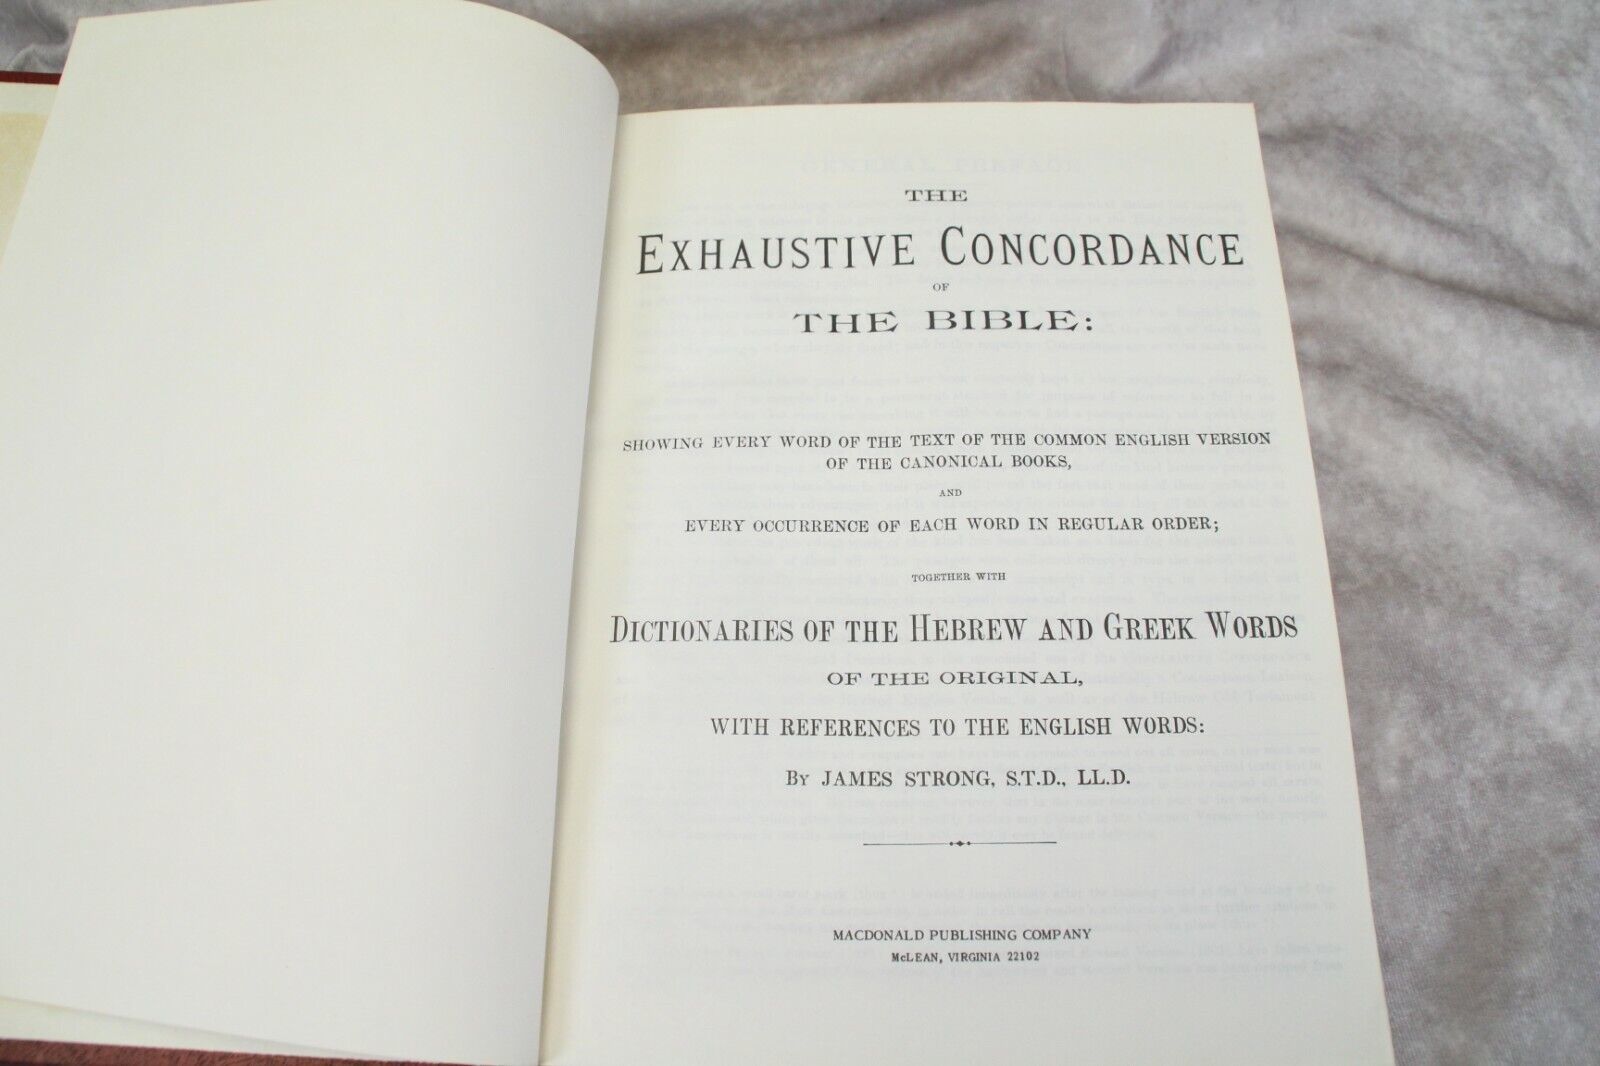 THE
EXHAUSTIVE CONCORDANCE
OF
THE BIBLE:
SHOWING EVERY WORD OF THE TEXT OF THE COMMON ENGLISH VERSION
OF THE CANONICAL BOOKS,
AND
EVERY OCCURRENCE OF EACH WORD IN REGULAR ORDER;
TOGETHER WITH
DICTIONARIES OF THE HEBREW AND GREEK WORDS
OF THE ORIGINAL,
WITH REFERENCES TO THE ENGLISH WORDS:
BY JAMES STRONG, S.T.D., LL.D.
MACDONALD PUBLISHING COMPANY
McLEAN, VIRGINIA 22102